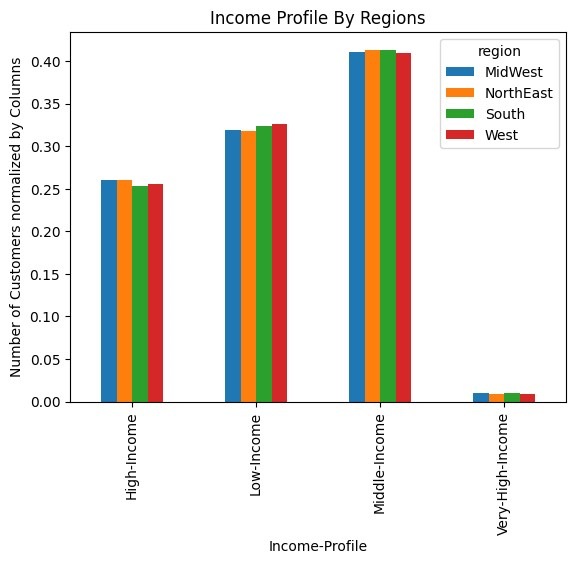 Income Profile By Regions
Number of Customers normalized by Columns
0.40
0.35
0.30
0.25
0.20
0.15
0.10
0.05
0.00
region
MidWest
NorthEast
South
West
High-Income
Low-Income
Middle-Income
Very-High-Income
Income-Profile